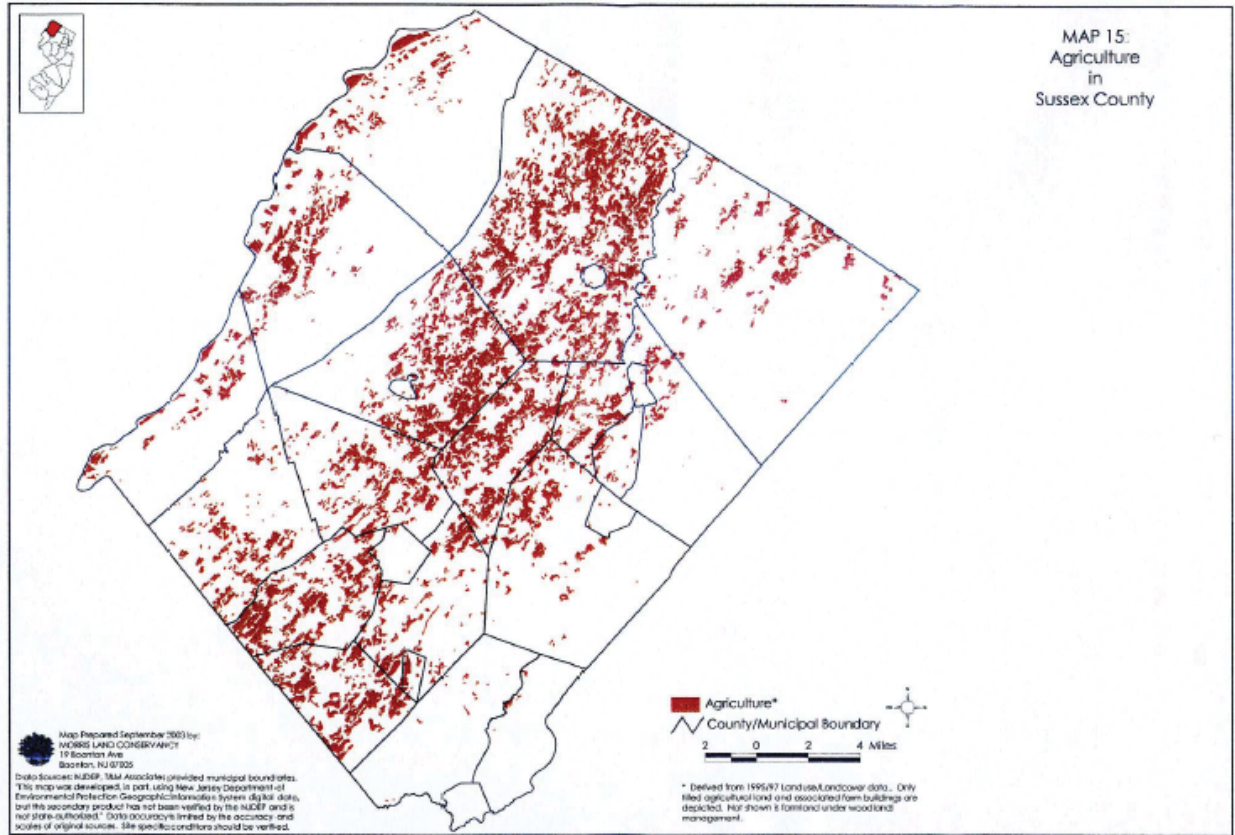 MAP 15:
Agriculture
in
Sussex County
Agriculture*
County/Municipal Boundary
2 0 2 4 Miles
Map Prepared September 2003 by:
MORRIS LAND CONSERVANCY
19 Boonton Ave
Boonton, NJ 07005
Data Sources: NJDEP, TAM Associates provided municipal boundaries.
"This map was developed, in part, using New Jersey Department of
Environmental Protection Geographic Information System digital data,
but this secondary product has not been verified by the NJDEP and is
not state-authorized." Data accuracy is limited by the accuracy and
scales of original sources. Site specific conditions should be verified.
* Derived from 1995/97 Landuse/Landcover data. Only
tilled agricultural land and associated farm buildings are
depicted. Not shown is farmland under woodland
management.